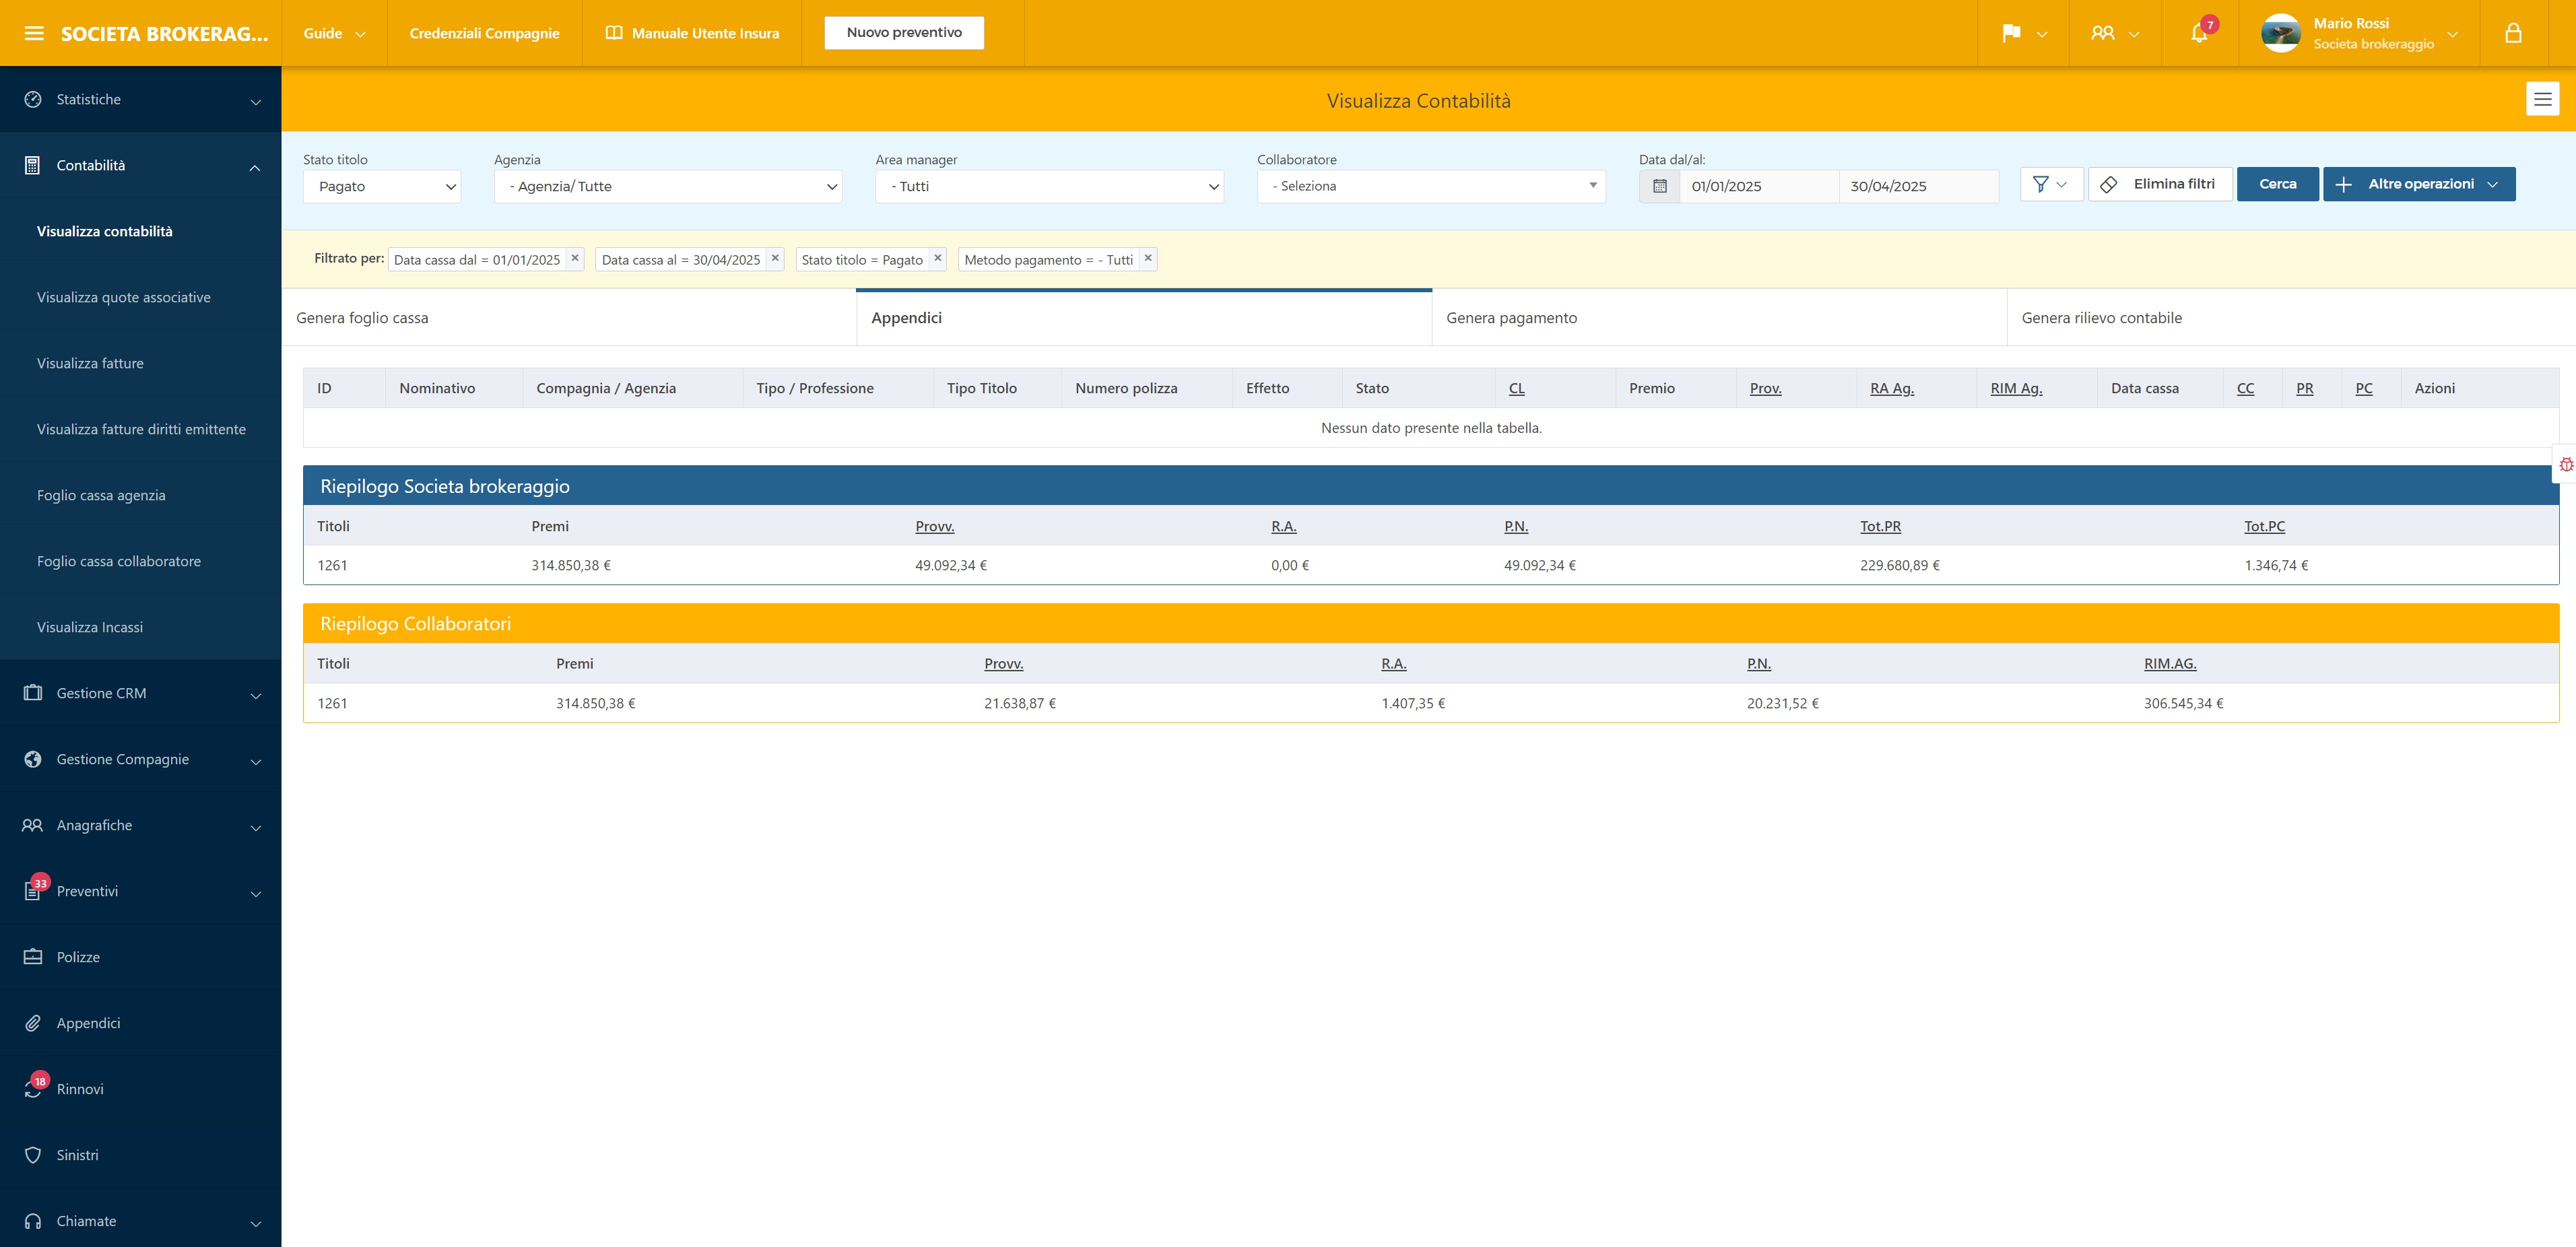 SOCIETA BROKERAG...
Guide
Credenziali Compagnie
Manuale Utente Insura
Nuovo preventivo
7
Mario Rossi
Societa brokeraggio
Statistiche
Contabilità
Visualizza contabilità
Visualizza quote associative
Visualizza fatture
Visualizza fatture diritti emittente
Foglio cassa agenzia
Foglio cassa collaboratore
Visualizza Incassi
Gestione CRM
Gestione Compagnie
Anagrafiche
33
Preventivi
Polizze
Appendici
18
Rinnovi
Sinistri
Chiamate
Visualizza Contabilità
Stato titolo Agenzia Area manager Collaboratore Data dal/al:
Pagato - Agenzia/ Tutte - Tutti - Seleziona 01/01/2025 30/04/2025 Elimina filtri Cerca Altre operazioni
Filtrato per: Data cassa dal = 01/01/2025 × Data cassa al = 30/04/2025 × Stato titolo = Pagato × Metodo pagamento = - Tutti ×
Genera foglio cassa Appendici Genera pagamento Genera rilievo contabile
ID Nominativo Compagnia / Agenzia Tipo / Professione Tipo Titolo Numero polizza Effetto Stato CL Premio Prov. RA Ag. RIM Ag. Data cassa CC PR PC Azioni
Nessun dato presente nella tabella.
Riepilogo Societa brokeraggio
Titoli Premi Provv. R.A. P.N. Tot.PR Tot.PC
1261 314.850,38 € 49.092,34 € 0,00 € 49.092,34 € 229.680,89 € 1.346,74 €
Riepilogo Collaboratori
Titoli Premi Provv. R.A. P.N. RIM.AG.
1261 314.850,38 € 21.638,87 € 1.407,35 € 20.231,52 € 306.545,34 €